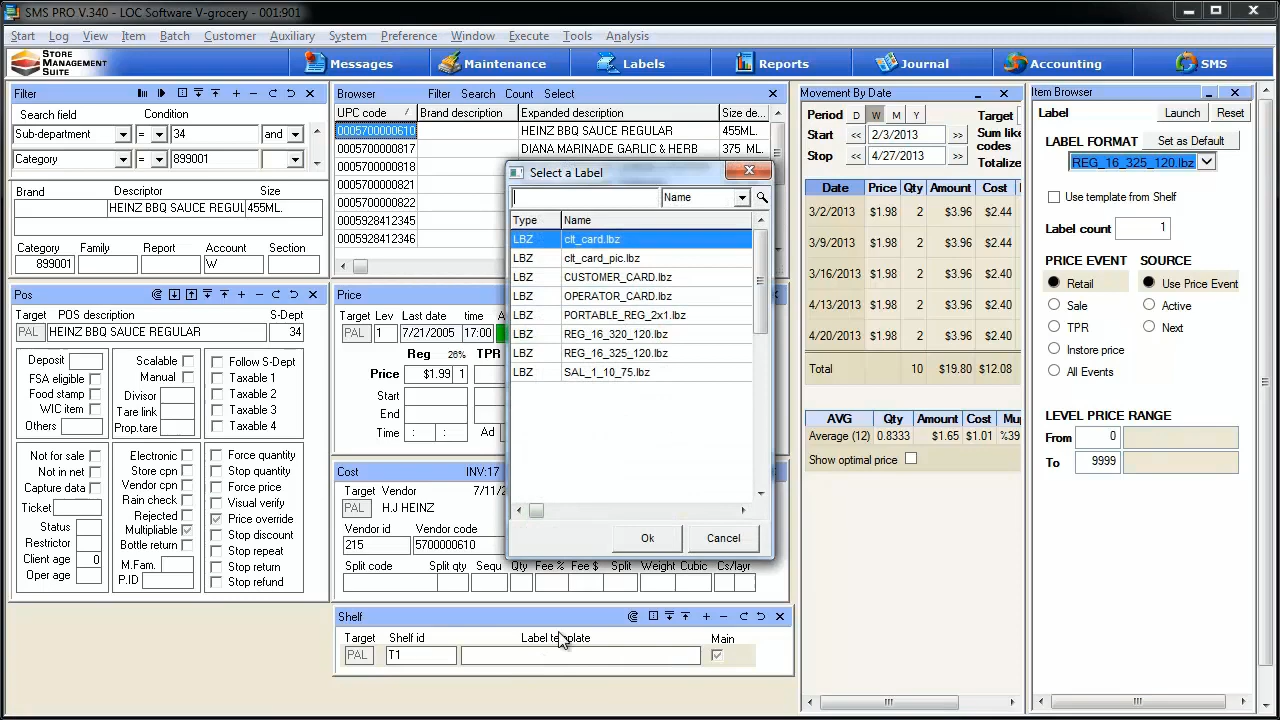 SMS PRO V.340 - LOC Software V-grocery - 001:901
Start Log View Item Batch Customer Auxiliary System Preference Window Execute Tools Analysis
STORE
MANAGEMENT
SUITE
Messages Maintenance Labels Reports Journal Accounting SMS
Filter
Search field Condition
Sub-department = 34 and
Category = 899001
Brand Descriptor Size
HEINZ BBQ SAUCE REGUL 455ML.
Category Family Report Account Section
899001 W
Browser Filter Search Count Select
UPC code / Brand description Expanded description Size de
0005700000610 HEINZ BBQ SAUCE REGULAR 455ML.
0005700000817 DIANA MARINADE GARLIC & HERB 375 ML.
0005700000818
0005700000821
0005700000822
0005928412345
0005928412346
Select a Label
Name
Type Name
LBZ clt_card.lbz
LBZ clt_card_pic.lbz
LBZ CUSTOMER_CARD.lbz
LBZ OPERATOR_CARD.lbz
LBZ PORTABLE_REG_2x1.lbz
LBZ REG_16_320_120.lbz
LBZ REG_16_325_120.lbz
LBZ SAL_1_10_75.lbz
Ok Cancel
Pos
Target POS description S-Dept
PAL HEINZ BBQ SAUCE REGULAR 34
Deposit
FSA eligible
Food stamp
WIC item
Others
Scalable
Manual
Divisor
Tare link
Prop.tare
Follow S-Dept
Taxable 1
Taxable 2
Taxable 3
Taxable 4
Not for sale
Not in net
Capture data
Ticket
Status
Restrictor
Client age 0
Oper age
Electronic
Store cpn
Vendor cpn
Rain check
Rejected
Multipliable
Bottle return
M.Fam.
P.ID
Force quantity
Stop quantity
Force price
Visual verify
Price override
Stop discount
Stop repeat
Stop return
Stop refund
Price
Target Lev Last date time
PAL 1 7/21/2005 17:00
Reg 26% TPR
Price $1.99 1
Start
End
Time : : Ad
Cost INV:17
Target Vendor 7/11/2
PAL H.J HEINZ
Vendor id Vendor code
215 5700000610
Split code Split qty Sequ Qty Fee % Fee $ Split Weight Cubic Cs/layr
Shelf
Target Shelf id Label template Main
PAL T1
Movement By Date
Period D W M Y Target
Start << 2/3/2013 >> Sum like
codes
Stop << 4/27/2013 >> Totalize
Date Price Qty Amount Cost
3/2/2013 $1.98 2 $3.96 $2.44
3/9/2013 $1.98 2 $3.96 $2.44
3/16/2013 $1.98 2 $3.96 $2.44
4/13/2013 $1.98 2 $3.96 $2.44
4/20/2013 $1.98 2 $3.96 $2.44
Total 10 $19.80 $12.08
AVG Qty Amount Cost Mu
Average (12) 0.8333 $1.65 $1.01 %39
Show optimal price
Item Browser
Label Launch Reset
LABEL FORMAT Set as Default
REG_16_325_120.lbz
Use template from Shelf
Label count 1
PRICE EVENT SOURCE
Retail Use Price Event
Sale Active
TPR Next
Instore price
All Events
LEVEL PRICE RANGE
From 0
To 9999